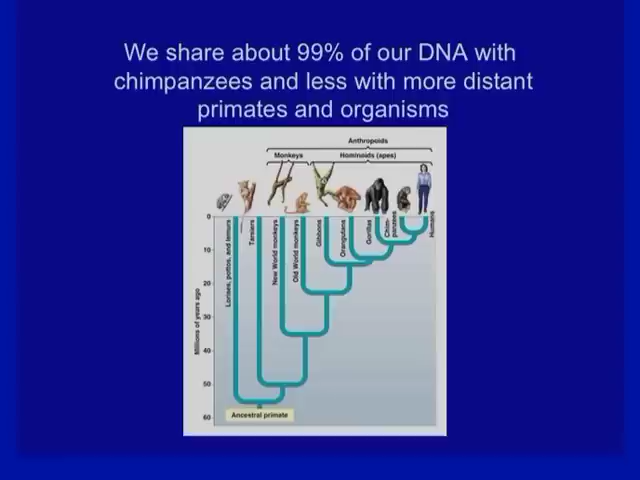 We share about 99% of our DNA with
chimpanzees and less with more distant
primates and organisms
Anthropoids
Monkeys
Hominoids (apes)
0
10
20
30
40
50
60
Millions of years ago
Lorises, pottos, and lemurs
Tarsiers
New World monkeys
Old World monkeys
Gibbons
Orangutans
Gorillas
Chim-
panzees
Humans
Ancestral primate